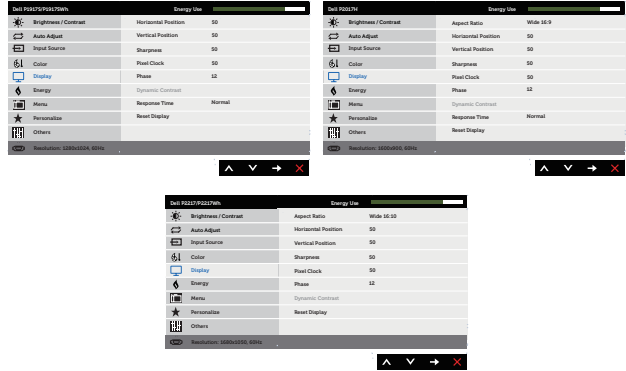 Dell P1917S/P1917SWh Energy Use
Brightness / Contrast Horizontal Position 50
Auto Adjust Vertical Position 50
Input Source Sharpness 50
Color Pixel Clock 50
Display Phase 12
Energy Dynamic Contrast
Menu Response Time Normal
Personalize Reset Display
Others
Resolution: 1280x1024, 60Hz
Dell P2017H Energy Use
Brightness / Contrast Aspect Ratio Wide 16:9
Auto Adjust Horizontal Position 50
Input Source Vertical Position 50
Color Sharpness 50
Display Pixel Clock 50
Energy Phase 12
Menu Dynamic Contrast
Personalize Response Time Normal
Others Reset Display
Resolution: 1600x900, 60Hz
Dell P2217/P2217Wh Energy Use
Brightness / Contrast Aspect Ratio Wide 16:10
Auto Adjust Horizontal Position 50
Input Source Vertical Position 50
Color Sharpness 50
Display Pixel Clock 50
Energy Phase 12
Menu Dynamic Contrast
Personalize Reset Display
Others
Resolution: 1680x1050, 60Hz